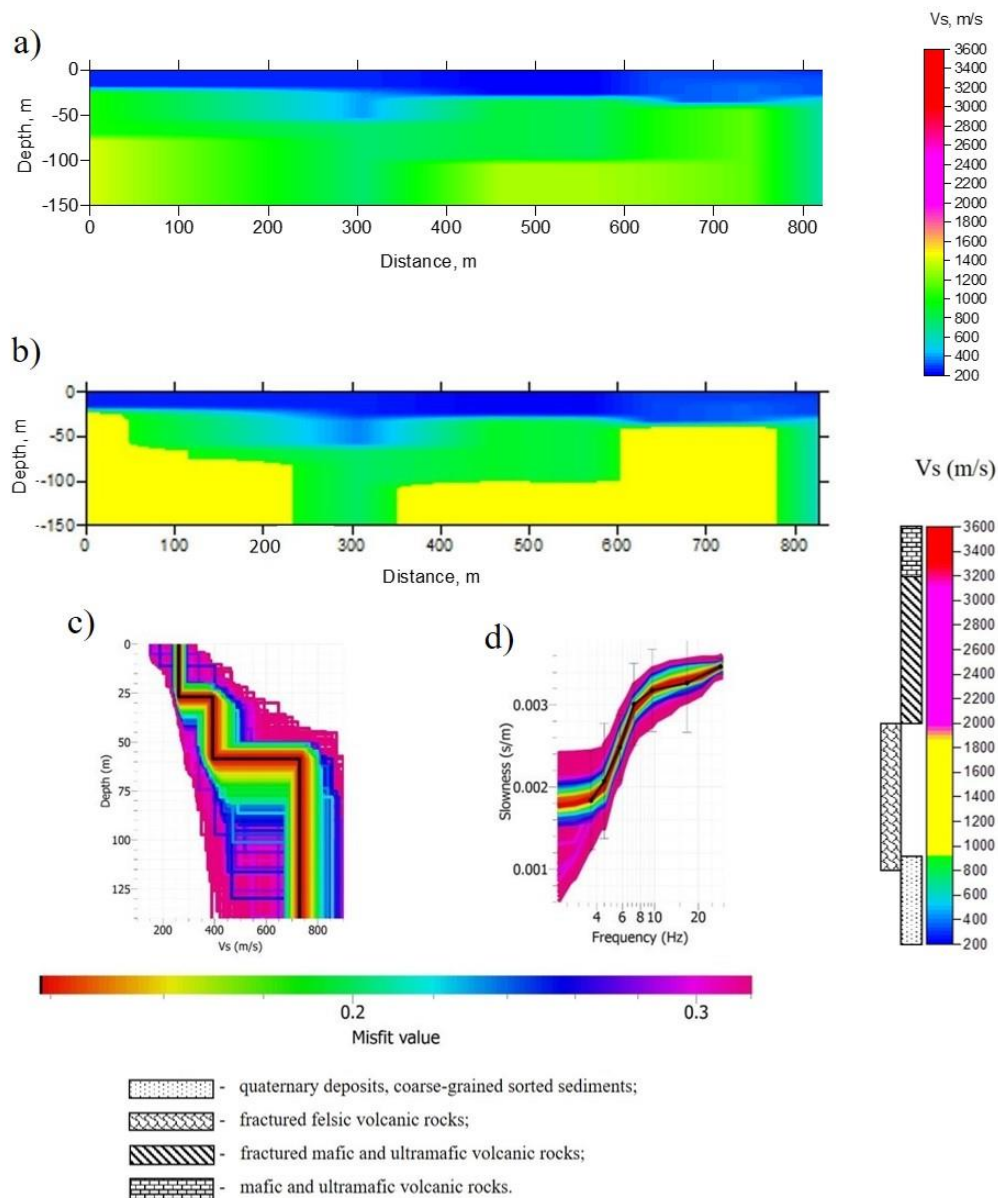 a)
Vs, m/s
0
-50
-100
-150
Depth, m
0 100 200 300 400 500 600 700 800
Distance, m
3600
3400
3200
3000
2800
2600
2400
2200
2000
1800
1600
1400
1200
1000
800
600
400
200
b)
0
-50
-100
-150
Depth, m
0 100 200 300 400 500 600 700 800
Distance, m
Vs (m/s)
3600
3400
3200
3000
2800
2600
2400
2200
2000
1800
1600
1400
1200
1000
800
600
400
200
c)
0
25
50
75
100
125
Depth (m)
200 400 600 800
Vs (m/s)
d)
0.003
0.002
0.001
Slowness (s/m)
4 6 8 10 20
Frequency (Hz)
0.2 0.3
Misfit value
- quaternary deposits, coarse-grained sorted sediments;
- fractured felsic volcanic rocks;
- fractured mafic and ultramafic volcanic rocks;
- mafic and ultramafic volcanic rocks.